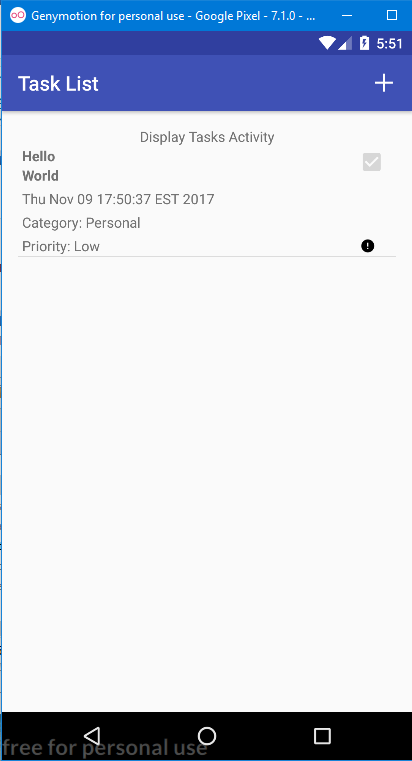 Genymotion for personal use - Google Pixel - 7.1.0 - ...
5:51
Task List
Display Tasks Activity
Hello
World
Thu Nov 09 17:50:37 EST 2017
Category: Personal
Priority: Low
free for personal use